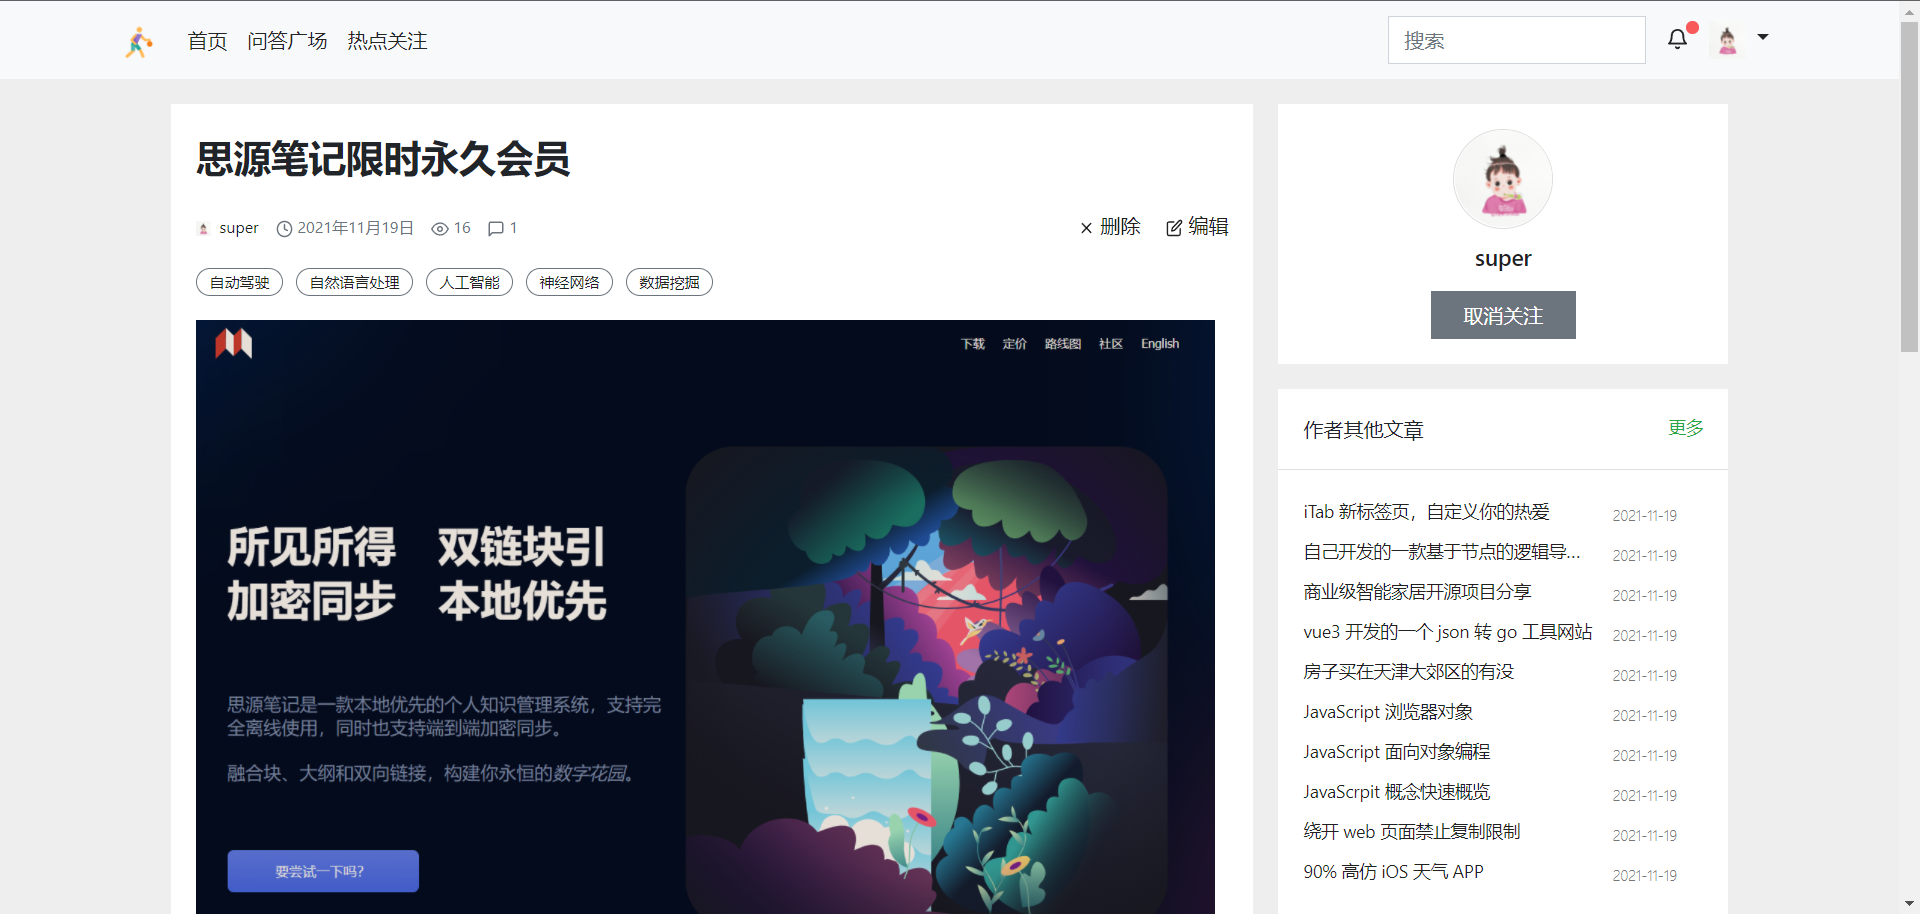 首页 问答广场 热点关注 搜索
思源笔记限时永久会员
super 2021年11月19日 16 1 删除 编辑
自动驾驶 自然语言处理 人工智能 神经网络 数据挖掘
下载 定价 路线图 社区 English
所见所得 双链块引
加密同步 本地优先
思源笔记是一款本地优先的个人知识管理系统，支持完
全离线使用，同时也支持端到端加密同步。
融合块、大纲和双向链接，构建你永恒的数字花园。
要尝试一下吗？
super
取消关注
作者其他文章 更多
iTab 新标签页，自定义你的热爱 2021-11-19
自己开发的一款基于节点的逻辑导... 2021-11-19
商业级智能家居开源项目分享 2021-11-19
vue3 开发的一个 json 转 go 工具网站 2021-11-19
房子买在天津大郊区的有没 2021-11-19
JavaScript 浏览器对象 2021-11-19
JavaScript 面向对象编程 2021-11-19
JavaScrpit 概念快速概览 2021-11-19
绕开 web 页面禁止复制限制 2021-11-19
90% 高仿 iOS 天气 APP 2021-11-19